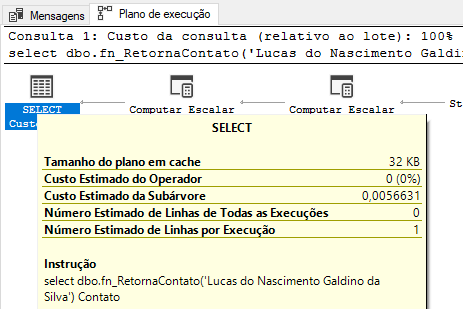 Mensagens Plano de execução
Consulta 1: Custo da consulta (relativo ao lote): 100%
select dbo.fn_RetornaContato('Lucas do Nascimento Galdin
SELECT Computar Escalar Computar Escalar St
SELECT
Tamanho do plano em cache 32 KB
Custo Estimado do Operador 0 (0%)
Custo Estimado da Subárvore 0,0056631
Número Estimado de Linhas de Todas as Execuções 0
Número Estimado de Linhas por Execução 1
Instrução
select dbo.fn_RetornaContato('Lucas do Nascimento Galdino da
Silva') Contato